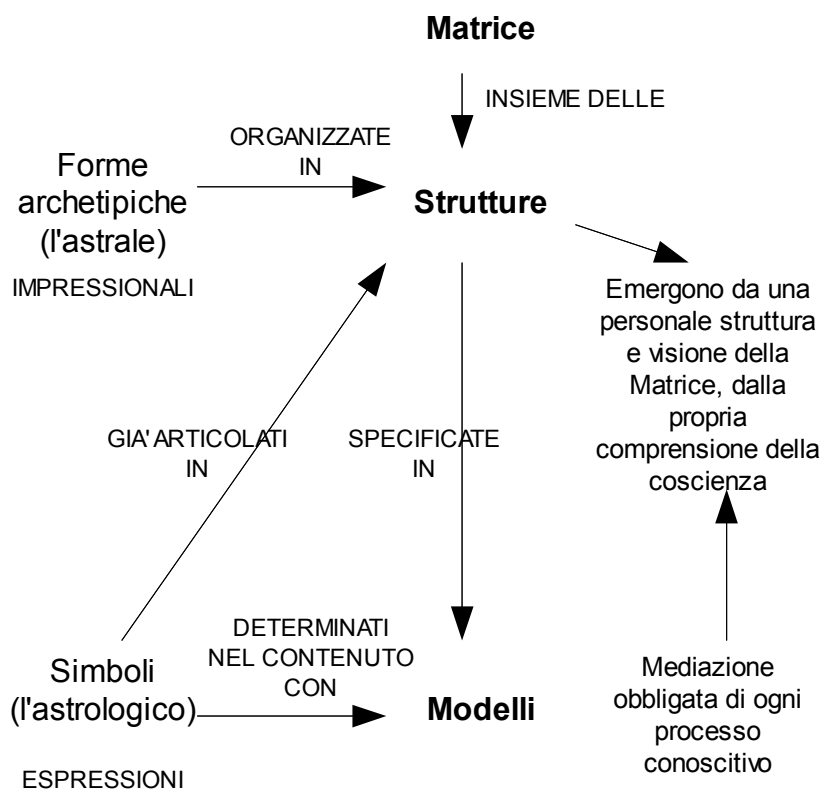 Matrice
INSIEME DELLE
ORGANIZZATE
IN
Forme
archetipiche
(l'astrale)
IMPRESSIONALI
Strutture
Emergono da una
personale struttura
e visione della
Matrice, dalla
propria
comprensione della
coscienza
GIA' ARTICOLATI
IN
SPECIFICATE
IN
DETERMINATI
NEL CONTENUTO
CON
Simboli
(l'astrologico)
ESPRESSIONI
Modelli
Mediazione
obbligata di ogni
processo
conoscitivo